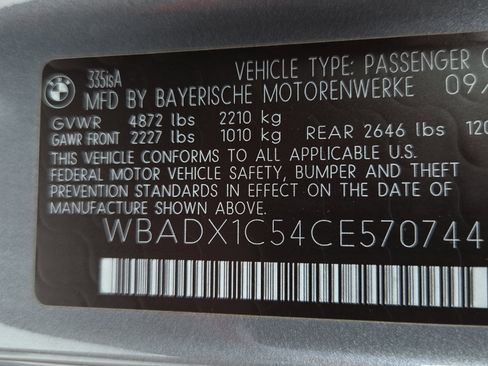 335isA VEHICLE TYPE: PASSENGER C
MFD BY BAYERISCHE MOTORENWERKE 09/
GVWR 4872 lbs 2210 kg
GAWR FRONT 2227 lbs 1010 kg REAR 2646 lbs 120
THIS VEHICLE CONFORMS TO ALL APPLICABLE U.S.
FEDERAL MOTOR VEHICLE SAFETY, BUMPER AND THEFT
PREVENTION STANDARDS IN EFFECT ON THE DATE OF
MANUFACTURE SHOWN ABOVE.
WBADX1C54CE570744